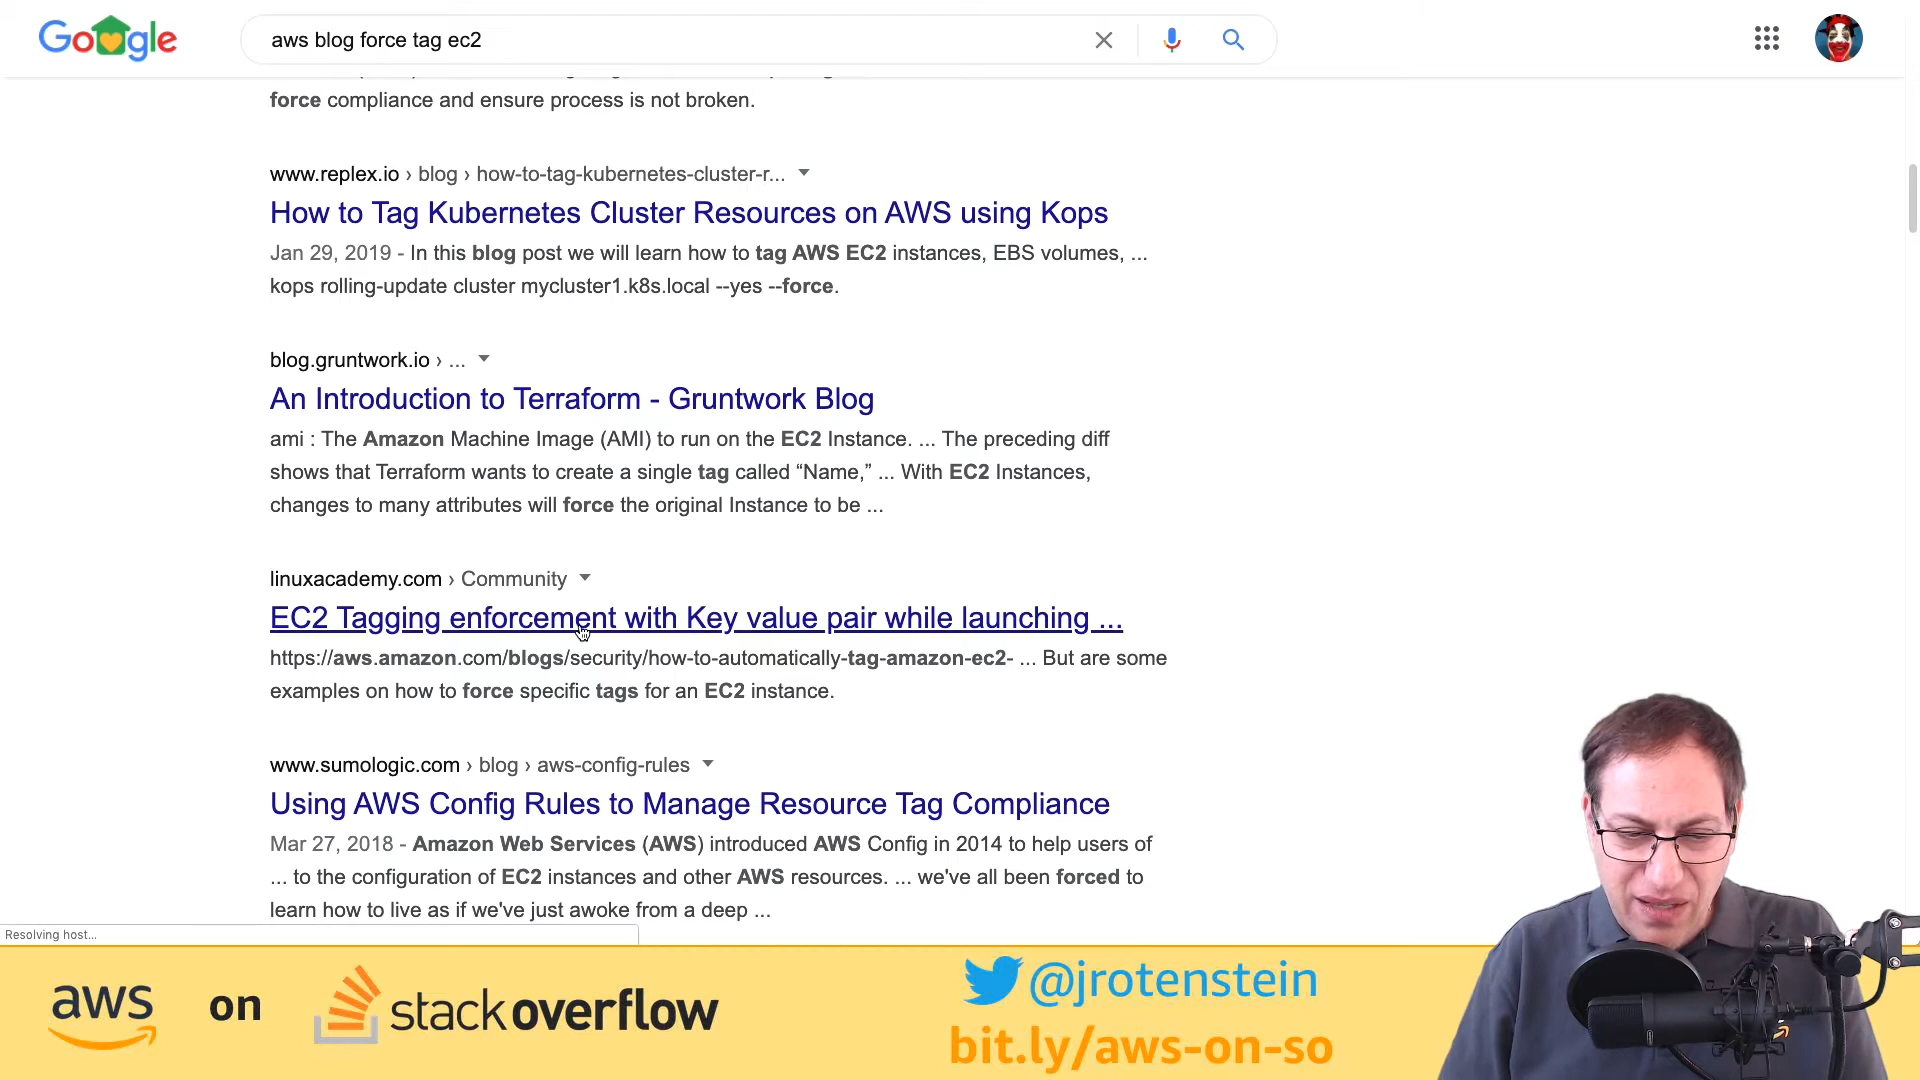 Google
aws blog force tag ec2
force compliance and ensure process is not broken.
www.replex.io › blog › how-to-tag-kubernetes-cluster-r...
How to Tag Kubernetes Cluster Resources on AWS using Kops
Jan 29, 2019 - In this blog post we will learn how to tag AWS EC2 instances, EBS volumes, ...
kops rolling-update cluster mycluster1.k8s.local --yes --force.
blog.gruntwork.io › ...
An Introduction to Terraform - Gruntwork Blog
ami : The Amazon Machine Image (AMI) to run on the EC2 Instance. ... The preceding diff
shows that Terraform wants to create a single tag called “Name,” ... With EC2 Instances,
changes to many attributes will force the original Instance to be ...
linuxacademy.com › Community
EC2 Tagging enforcement with Key value pair while launching ...
https://aws.amazon.com/blogs/security/how-to-automatically-tag-amazon-ec2- ... But are some
examples on how to force specific tags for an EC2 instance.
www.sumologic.com › blog › aws-config-rules
Using AWS Config Rules to Manage Resource Tag Compliance
Mar 27, 2018 - Amazon Web Services (AWS) introduced AWS Config in 2014 to help users of
... to the configuration of EC2 instances and other AWS resources. ... we've all been forced to
learn how to live as if we've just awoke from a deep ...
Resolving host...
aws on stackoverflow
@jrotenstein
bit.ly/aws-on-so